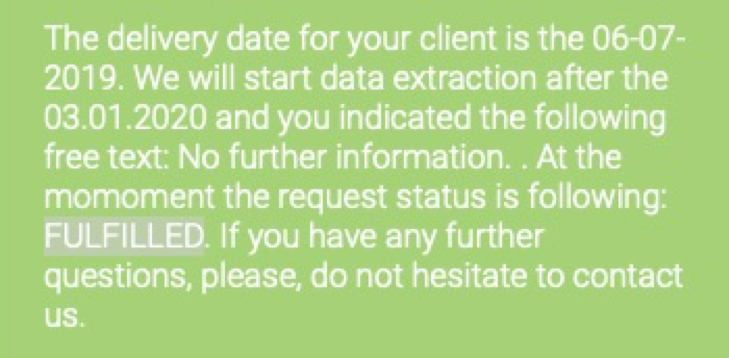 The delivery date for your client is the 06-07-
2019. We will start data extraction after the
03.01.2020 and you indicated the following
free text: No further information. . At the
momoment the request status is following:
FULFILLED. If you have any further
questions, please, do not hesitate to contact
us.